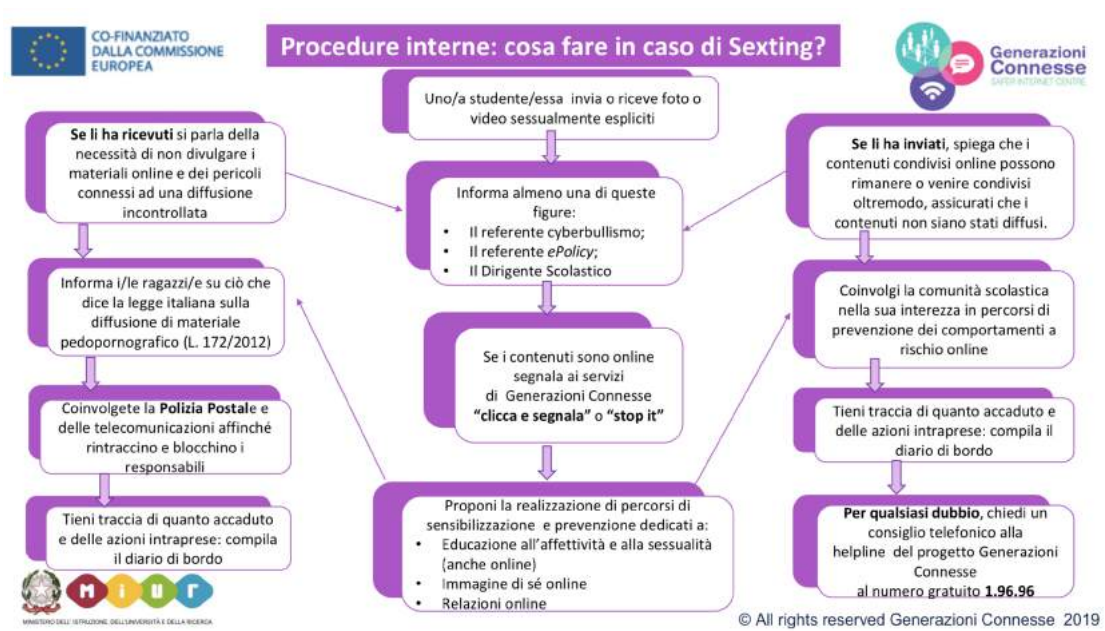 CO-FINANZIATO
DALLA COMMISSIONE
EUROPEA
Procedure interne: cosa fare in caso di Sexting?
Generazioni
Connesse
SAFER INTERNET CENTRE
Uno/a studente/essa invia o riceve foto o
video sessualmente espliciti
Se li ha ricevuti si parla della
necessità di non divulgare i
materiali online e dei pericoli
connessi ad una diffusione
incontrollata
Informa i/le ragazzi/e su ciò che
dice la legge italiana sulla
diffusione di materiale
pedopornografico (L. 172/2012)
Coinvolgete la Polizia Postale e
delle telecomunicazioni affinché
rintraccino e blocchino i
responsabili
Tieni traccia di quanto accaduto
e delle azioni intraprese: compila
il diario di bordo
Informa almeno una di queste
figure:
• Il referente cyberbullismo;
• Il referente ePolicy;
• Il Dirigente Scolastico
Se i contenuti sono online
segnala ai servizi
di Generazioni Connesse
“clicca e segnala” o “stop it”
Proponi la realizzazione di percorsi di
sensibilizzazione e prevenzione dedicati a:
• Educazione all’affettività e alla sessualità
(anche online)
• Immagine di sé online
• Relazioni online
Se li ha inviati, spiega che i
contenuti condivisi online possono
rimanere o venire condivisi
oltremodo, assicurati che i
contenuti non siano stati diffusi.
Coinvolgi la comunità scolastica
nella sua interezza in percorsi di
prevenzione dei comportamenti a
rischio online
Tieni traccia di quanto accaduto e
delle azioni intraprese: compila il
diario di bordo
Per qualsiasi dubbio, chiedi un
consiglio telefonico alla
helpline del progetto Generazioni
Connesse
al numero gratuito 1.96.96
miur
MINISTERO DELL' ISTRUZIONE, DELL'UNIVERSITÀ E DELLA RICERCA
© All rights reserved Generazioni Connesse 2019